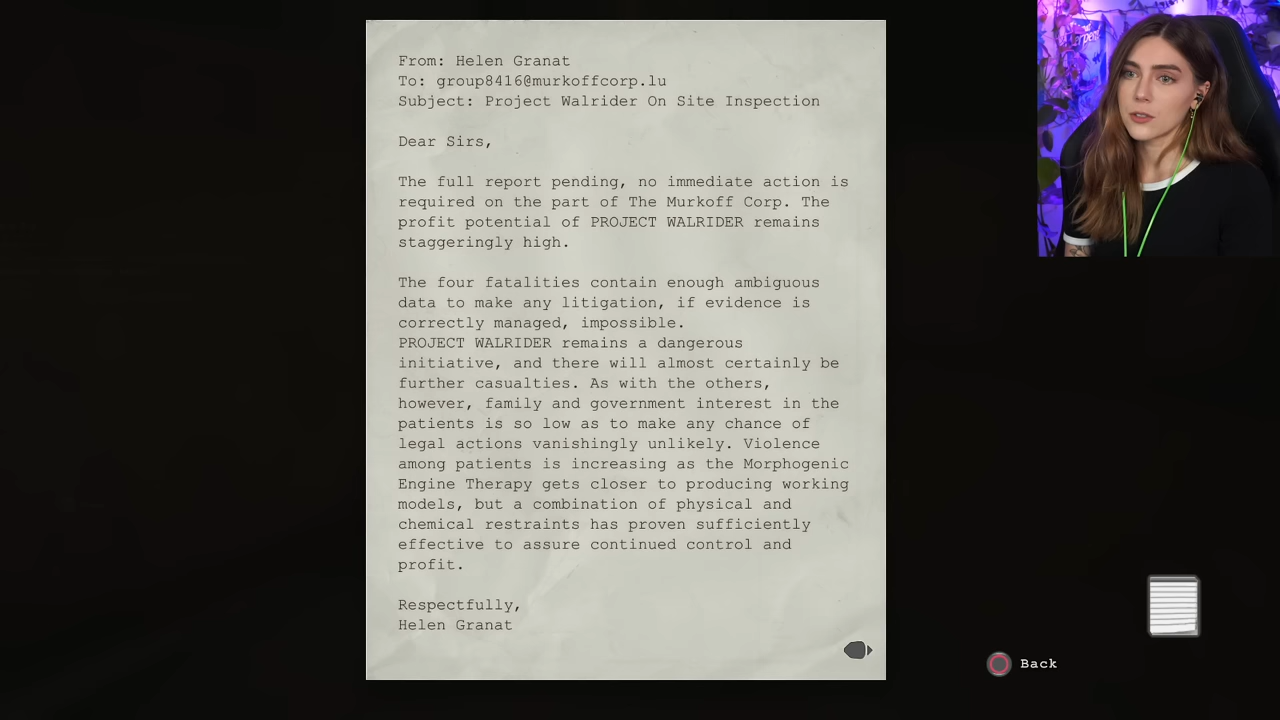 From: Helen Granat
To: group8416@murkoffcorp.lu
Subject: Project Walrider On Site Inspection
Dear Sirs,
The full report pending, no immediate action is
required on the part of The Murkoff Corp. The
profit potential of PROJECT WALRIDER remains
staggeringly high.
The four fatalities contain enough ambiguous
data to make any litigation, if evidence is
correctly managed, impossible.
PROJECT WALRIDER remains a dangerous
initiative, and there will almost certainly be
further casualties. As with the others,
however, family and government interest in the
patients is so low as to make any chance of
legal actions vanishingly unlikely. Violence
among patients is increasing as the Morphogenic
Engine Therapy gets closer to producing working
models, but a combination of physical and
chemical restraints has proven sufficiently
effective to assure continued control and
profit.
Respectfully,
Helen Granat
Back